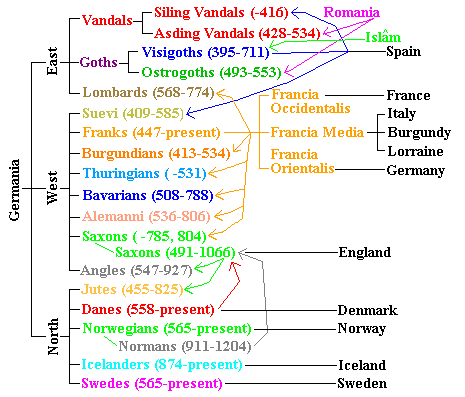 Siling Vandals (-416)
Romania
Vandals
Asding Vandals (428-534)
Islâm
East
Visigoths (395-711)
Spain
Goths
Ostrogoths (493-553)
Lombards (568-774)
Francia
Occidentalis
France
Suevi (409-585)
Italy
Franks (447-present)
Francia Media
Burgundy
Burgundians (413-534)
Lorraine
Francia
Orientalis
Germany
Thuringians ( -531)
Germania
West
Bavarians (508-788)
Alemanni (536-806)
Saxons ( -785, 804)
Saxons (491-1066)
England
Angles (547-927)
Jutes (455-825)
Danes (558-present)
Denmark
North
Norwegians (565-present)
Norway
Normans (911-1204)
Icelanders (874-present)
Iceland
Swedes (565-present)
Sweden